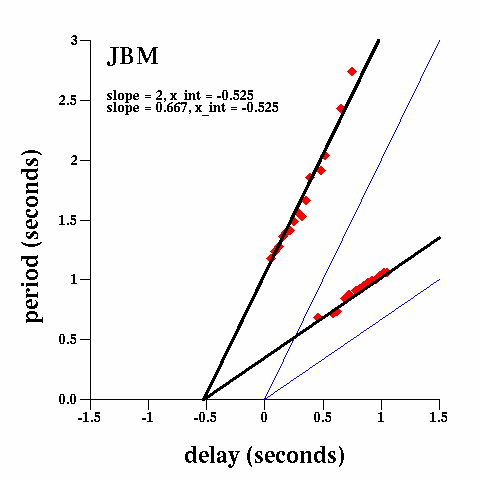 JBM
slope = 2, x_int = -0.525
slope = 0.667, x_int = -0.525
period (seconds)
3
2.5
2
1.5
1
0.5
0.0
-1.5 -1 -0.5 0 0.5 1 1.5
delay (seconds)